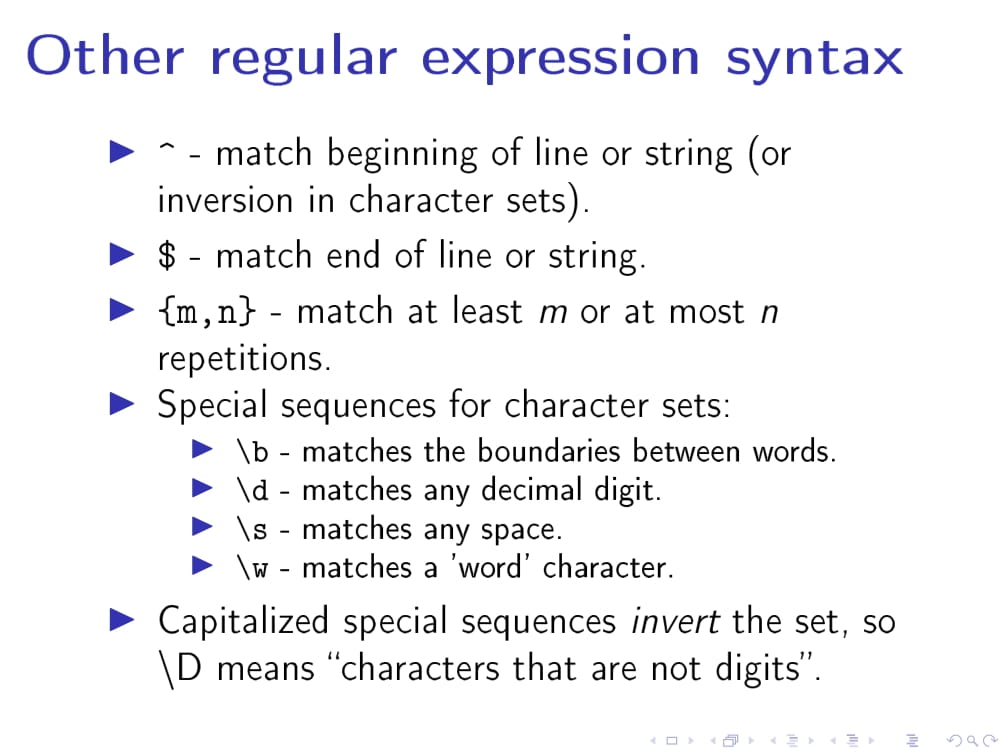 Other regular expression syntax
^ - match beginning of line or string (or
inversion in character sets).
$ - match end of line or string.
{m,n} - match at least m or at most n
repetitions.
Special sequences for character sets:
\b - matches the boundaries between words.
\d - matches any decimal digit.
\s - matches any space.
\w - matches a 'word' character.
Capitalized special sequences invert the set, so
\D means “characters that are not digits”.